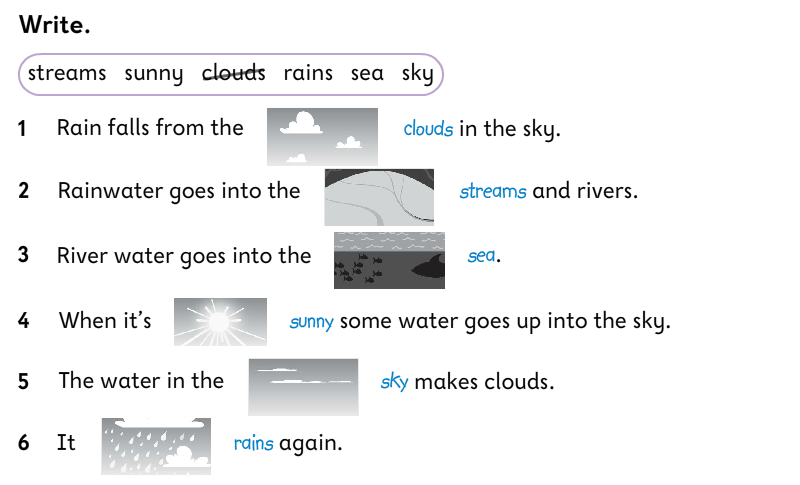 Write.
streams sunny clouds rains sea sky
1 Rain falls from the clouds in the sky.
2 Rainwater goes into the streams and rivers.
3 River water goes into the sea.
4 When it's sunny some water goes up into the sky.
5 The water in the sky makes clouds.
6 It rains again.